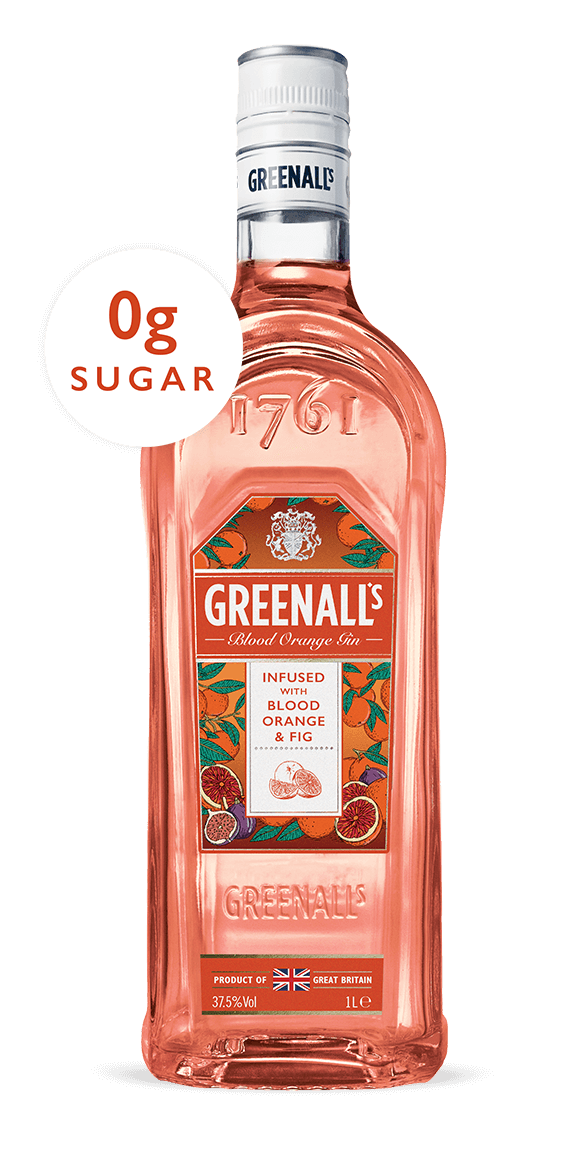 GREENALL'S
0g
SUGAR
1761
GREENALL'S
Blood Orange Gin
INFUSED
WITH
BLOOD
ORANGE
& FIG
GREENALL'S
PRODUCT OF GREAT BRITAIN
37.5%Vol 1L℮